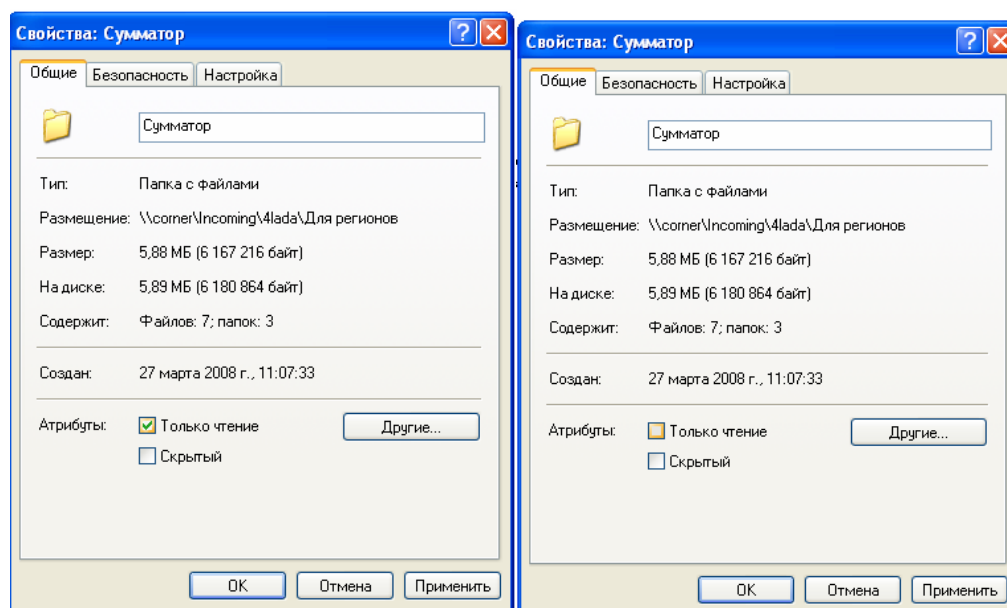 Свойства: Сумматор
Общие Безопасность Настройка
Сумматор
Тип: Папка с файлами
Размещение: \\corner\Incoming\4lada\Для регионов
Размер: 5,88 МБ (6 167 216 байт)
На диске: 5,89 МБ (6 180 864 байт)
Содержит: Файлов: 7; папок: 3
Создан: 27 марта 2008 г., 11:07:33
Атрибуты: Только чтение Другие...
Скрытый
OK Отмена Применить
Свойства: Сумматор
Общие Безопасность Настройка
Сумматор
Тип: Папка с файлами
Размещение: \\corner\Incoming\4lada\Для регионов
Размер: 5,88 МБ (6 167 216 байт)
На диске: 5,89 МБ (6 180 864 байт)
Содержит: Файлов: 7; папок: 3
Создан: 27 марта 2008 г., 11:07:33
Атрибуты: Только чтение Другие...
Скрытый
OK Отмена Применить